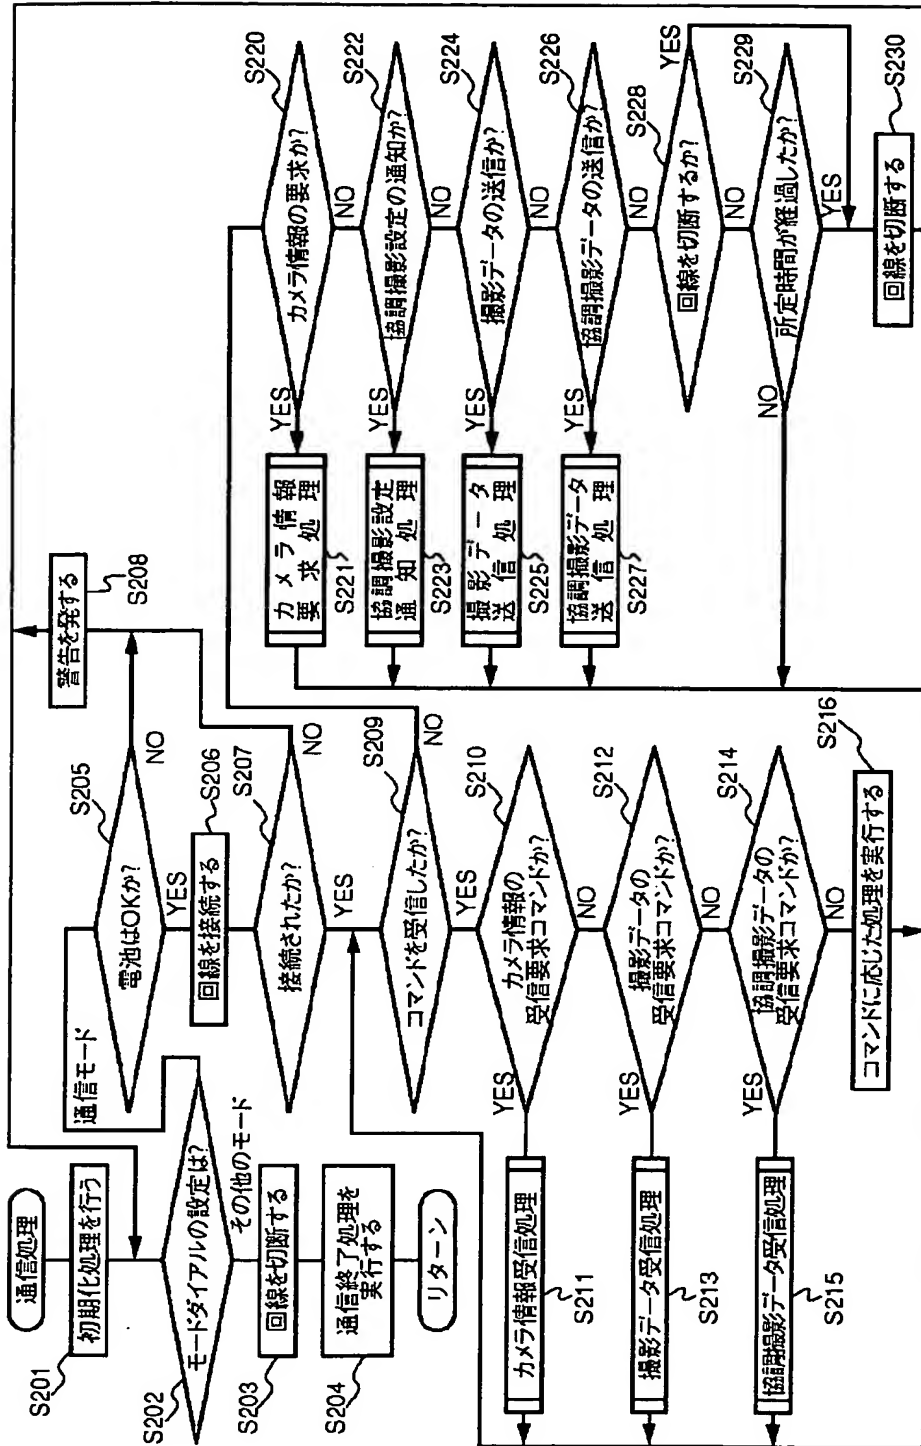 通信処理
S201
初期化処理を行う
S202
モードダイアルの設定は?
通信モード
その他のモード
S203
回線を切断する
S204
通信終了処理を
実行する
リターン
S205
電池はOKか?
NO
YES
S206
回線を接続する
S207
接続されたか?
NO
YES
警告を発する
S208
S209
コマンドを受信したか?
NO
YES
S210
カメラ情報の
受信要求コマンドか?
YES
NO
カメラ情報受信処理
S211
S212
撮影データの
受信要求コマンドか?
YES
NO
撮影データ受信処理
S213
S214
協調撮影データの
受信要求コマンドか?
YES
NO
協調撮影データ受信処理
S215
S216
コマンドに応じた処理を実行する
S220
カメラ情報の要求か?
YES
NO
カメラ情報
要求処理
S221
S222
協調撮影設定の通知か?
YES
NO
協調撮影設定
通知処理
S223
S224
撮影データの送信か?
YES
NO
撮影データ
送信処理
S225
S226
協調撮影データの送信か?
YES
NO
協調撮影データ
送信処理
S227
S228
回線を切断するか?
YES
NO
S229
所定時間が経過したか?
NO
YES
S230
回線を切断する